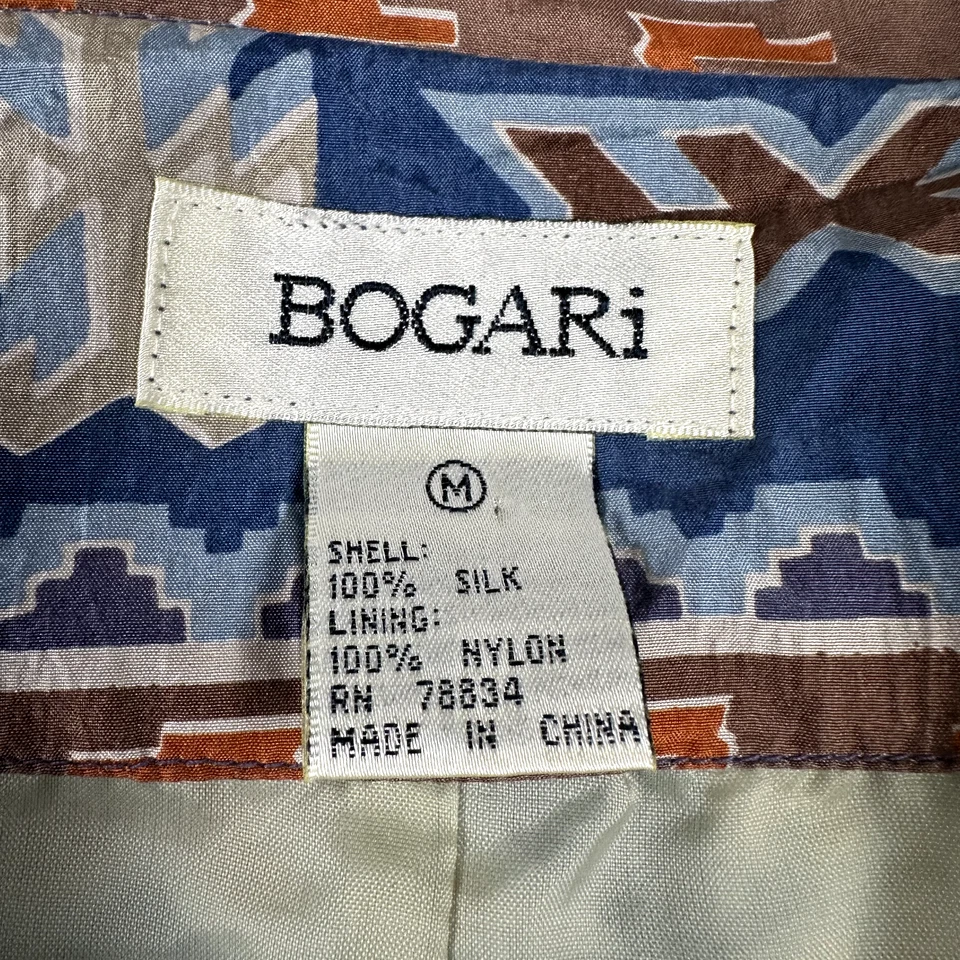 BOGARi
M
SHELL:
100% SILK
LINING:
100% NYLON
RN 78834
MADE IN CHINA